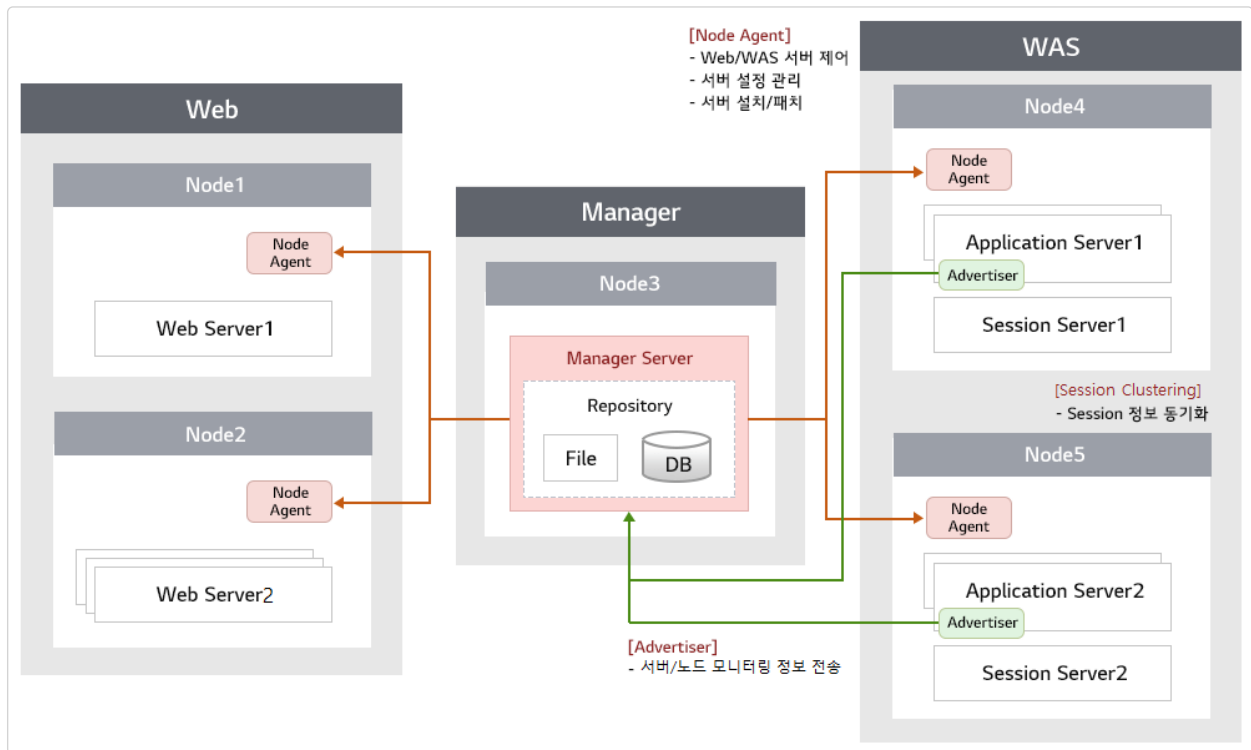 [Node Agent]
- Web/WAS 서버 제어
- 서버 설정 관리
- 서버 설치/패치
Web
Node1
Node
Agent
Web Server1
Node2
Node
Agent
Web Server2
Manager
Node3
Manager Server
Repository
File
DB
[Advertiser]
- 서버/노드 모니터링 정보 전송
WAS
Node4
Node
Agent
Application Server1
Advertiser
Session Server1
[Session Clustering]
- Session 정보 동기화
Node5
Node
Agent
Application Server2
Advertiser
Session Server2